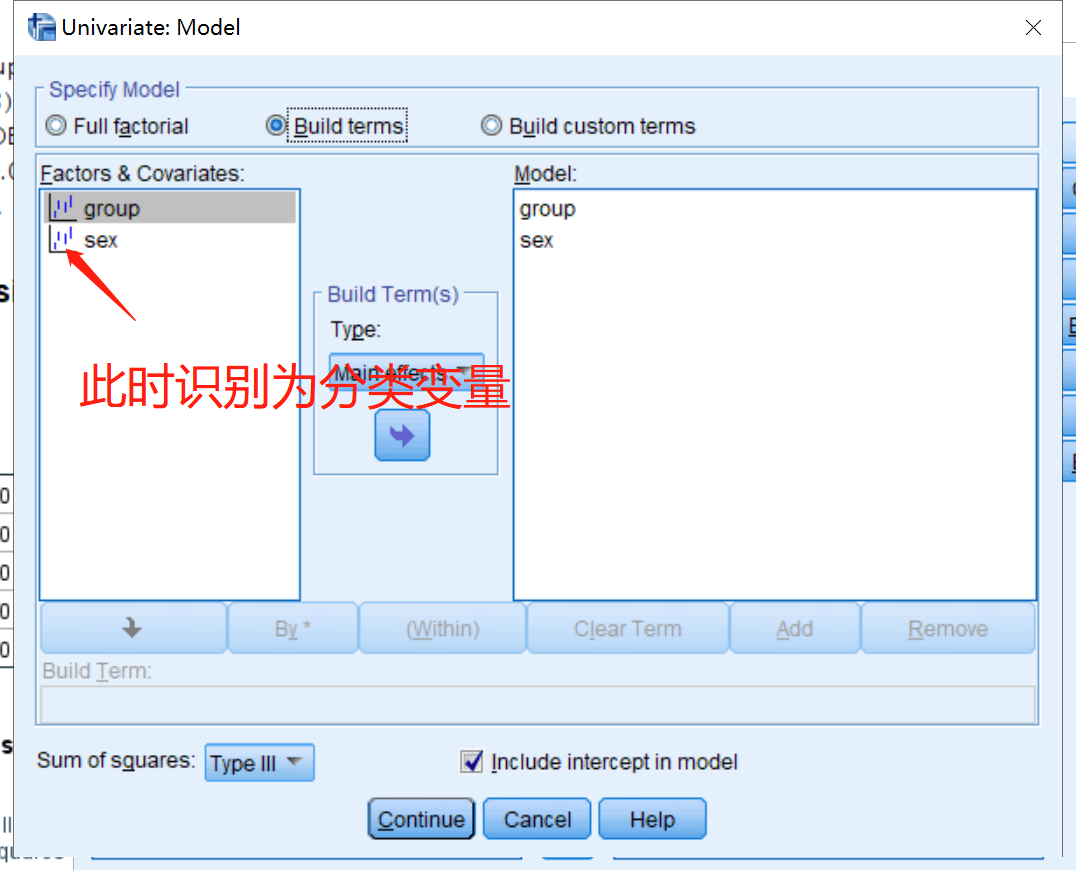 Univariate: Model
Specify Model
Full factorial
Build terms
Build custom terms
Factors & Covariates:
Model:
group
sex
group
sex
Build Term(s)
Type:
Main effects
此时识别为分类变量
By *
(Within)
Clear Term
Add
Remove
Build Term:
Sum of squares:
Type III
Include intercept in model
Continue
Cancel
Help